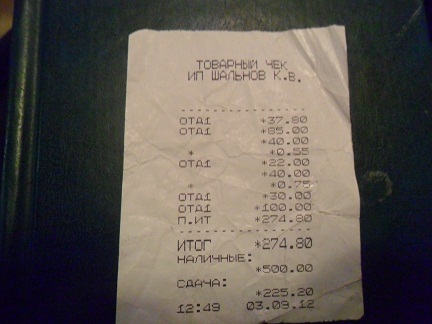 ТОВАРНЫЙ ЧЕК
ИП ШАЛЬНОВ К.В.
ОТД1 *37.80
ОТД1 *85.00
*40.00
* *0.55
ОТД1 *22.00
*40.00
* *0.75
ОТД1 *30.00
ОТД1 *100.00
П.ИТ *274.80
ИТОГ *274.80
НАЛИЧНЫЕ:
*500.00
СДАЧА:
*225.20
12:49 03.09.12